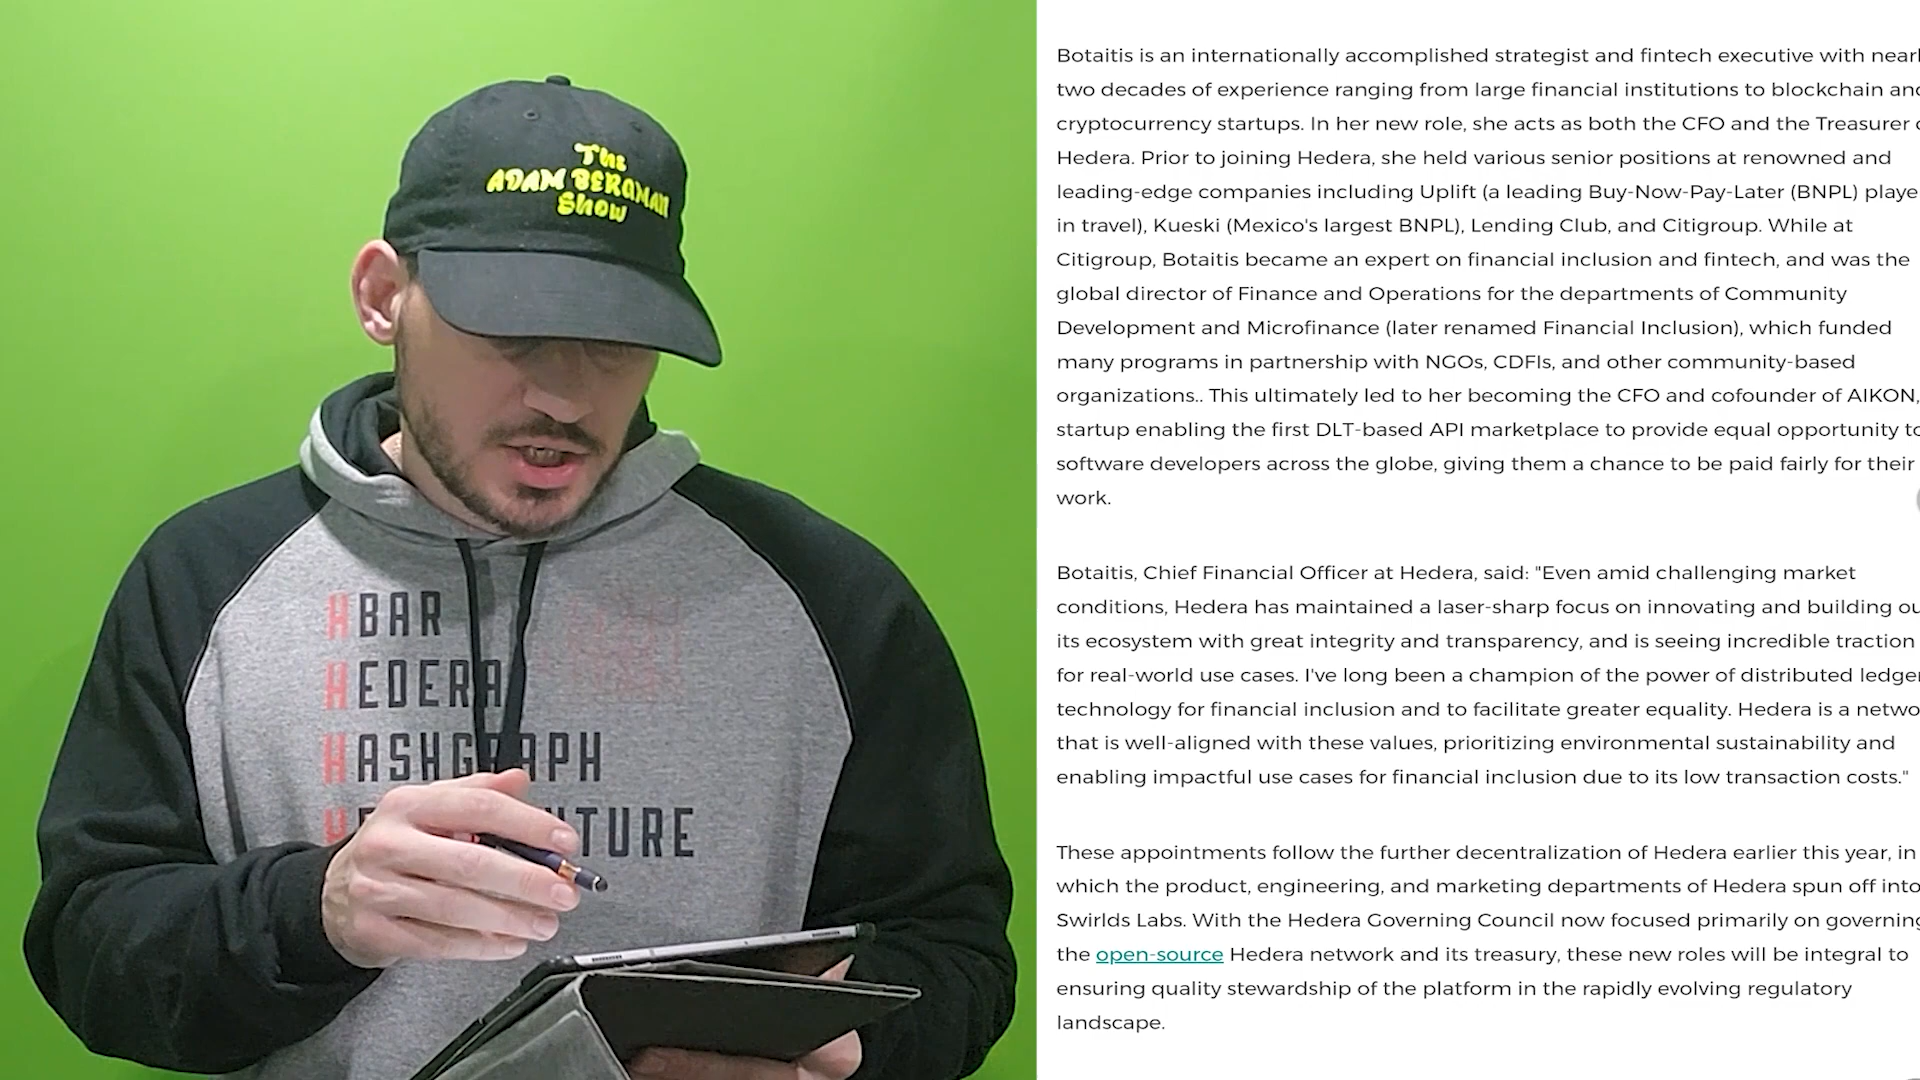 The
ADAM BERGMAN
Show
HBAR
HEDERA
HASHGRAPH
Botaitis is an internationally accomplished strategist and fintech executive with nearl
two decades of experience ranging from large financial institutions to blockchain and
cryptocurrency startups. In her new role, she acts as both the CFO and the Treasurer o
Hedera. Prior to joining Hedera, she held various senior positions at renowned and
leading-edge companies including Uplift (a leading Buy-Now-Pay-Later (BNPL) playe
in travel), Kueski (Mexico's largest BNPL), Lending Club, and Citigroup. While at
Citigroup, Botaitis became an expert on financial inclusion and fintech, and was the
global director of Finance and Operations for the departments of Community
Development and Microfinance (later renamed Financial Inclusion), which funded
many programs in partnership with NGOs, CDFIs, and other community-based
organizations.. This ultimately led to her becoming the CFO and cofounder of AIKON,
startup enabling the first DLT-based API marketplace to provide equal opportunity to
software developers across the globe, giving them a chance to be paid fairly for their
work.
Botaitis, Chief Financial Officer at Hedera, said: "Even amid challenging market
conditions, Hedera has maintained a laser-sharp focus on innovating and building ou
its ecosystem with great integrity and transparency, and is seeing incredible traction
for real-world use cases. I've long been a champion of the power of distributed ledger
technology for financial inclusion and to facilitate greater equality. Hedera is a netwo
that is well-aligned with these values, prioritizing environmental sustainability and
enabling impactful use cases for financial inclusion due to its low transaction costs."
These appointments follow the further decentralization of Hedera earlier this year, in
which the product, engineering, and marketing departments of Hedera spun off into
Swirlds Labs. With the Hedera Governing Council now focused primarily on governing
the open-source Hedera network and its treasury, these new roles will be integral to
ensuring quality stewardship of the platform in the rapidly evolving regulatory
landscape.